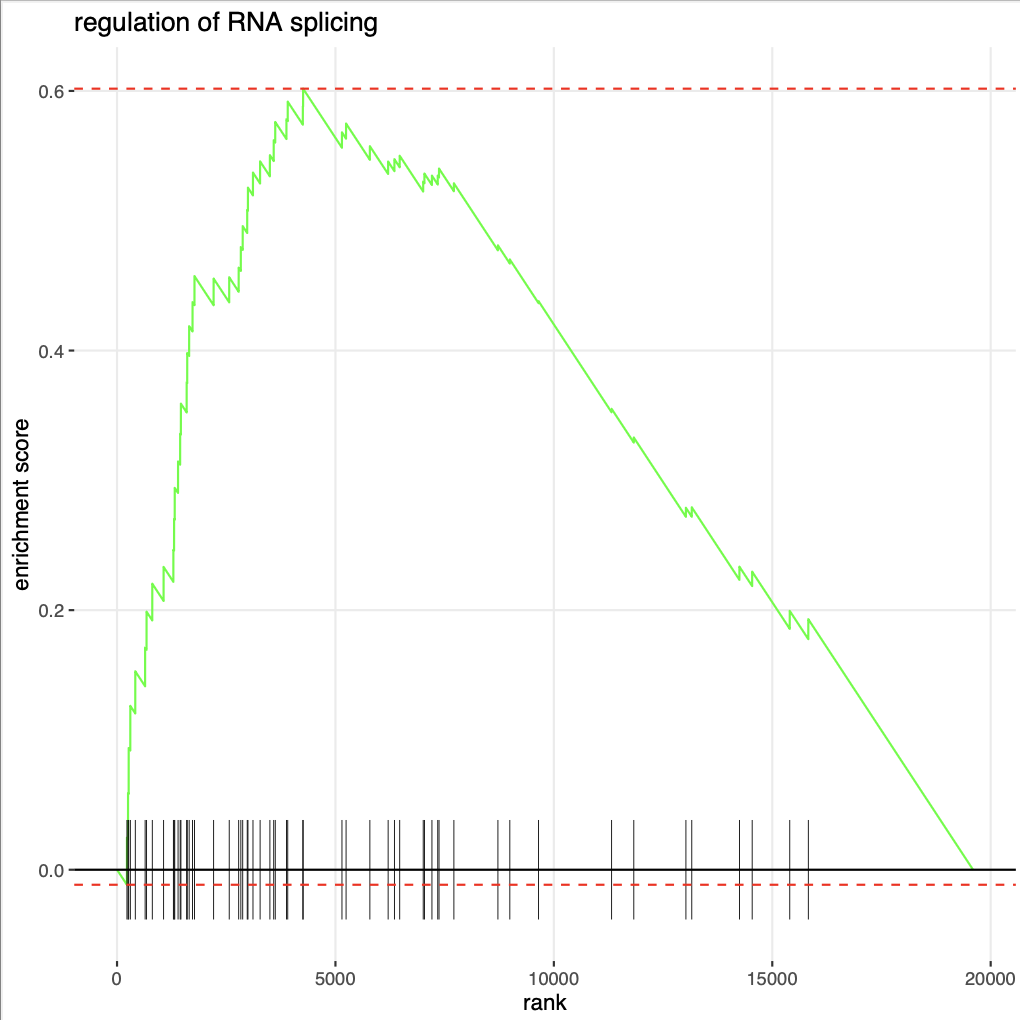 regulation of RNA splicing
0.6
0.4
0.2
0.0
enrichment score
0 5000 10000 15000 20000
rank